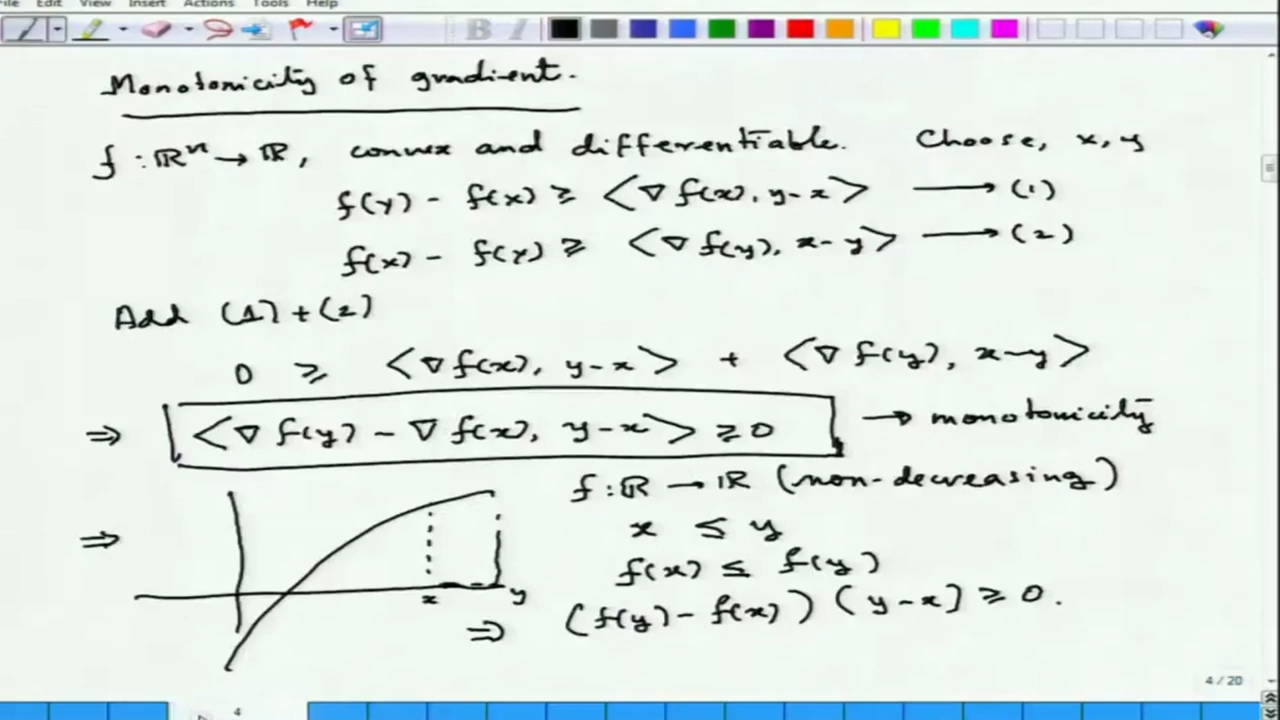 File Edit View Insert Actions Tools Help
B I
Monotonicity of gradient.
f : ℝⁿ → ℝ, convex and differentiable. Choose, x, y
f(y) - f(x) ≥ ⟨∇ f(x), y-x⟩ ⟶ (1)
f(x) - f(y) ≥ ⟨∇ f(y), x-y⟩ ⟶ (2)
Add (1) + (2)
0 ≥ ⟨∇ f(x), y-x⟩ + ⟨∇ f(y), x-y⟩
⇒ ⟨∇ f(y) - ∇ f(x), y-x⟩ ≥ 0 → monotonicity
f : ℝ → ℝ (non-decreasing)
⇒ x ≤ y
f(x) ≤ f(y)
x y
⇒ (f(y) - f(x)) (y-x] ≥ 0.
4 / 20
4